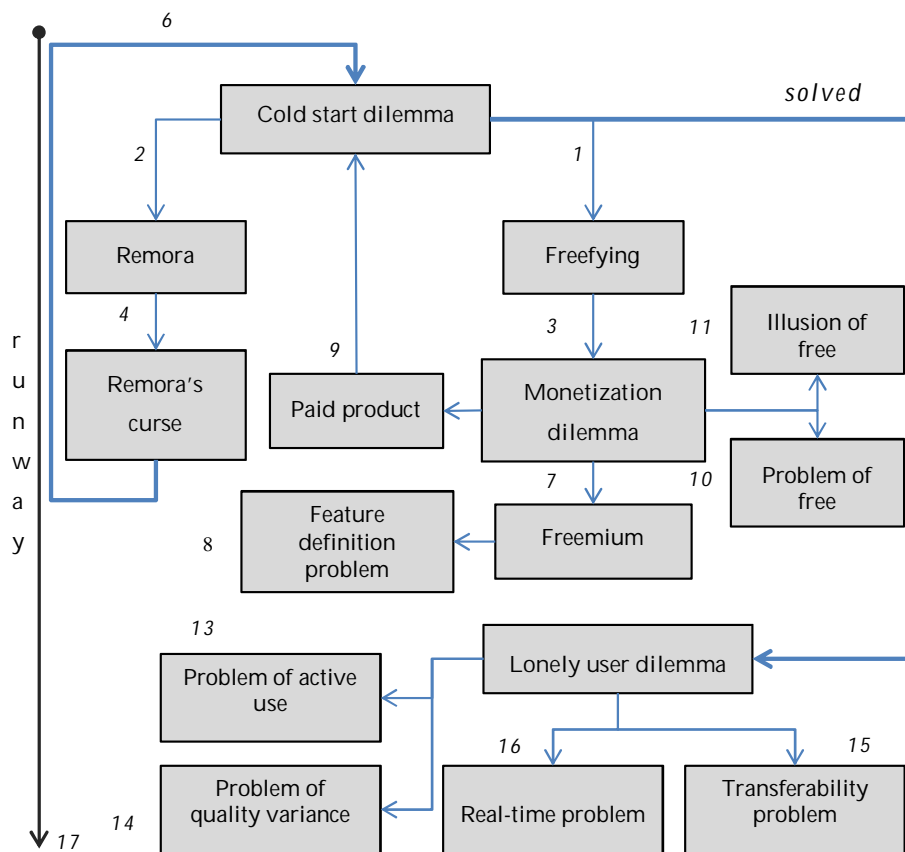 6
solved
Cold start dilemma
2
1
Remora
Freefying
4
3
11
Illusion of
free
9
Remora's
curse
Paid product
Monetization
dilemma
runway
7
10
Problem of
free
8
Feature
definition
problem
Freemium
13
Problem of active
use
Lonely user dilemma
16
15
14
Problem of
quality variance
Real-time problem
Transferability
problem
17